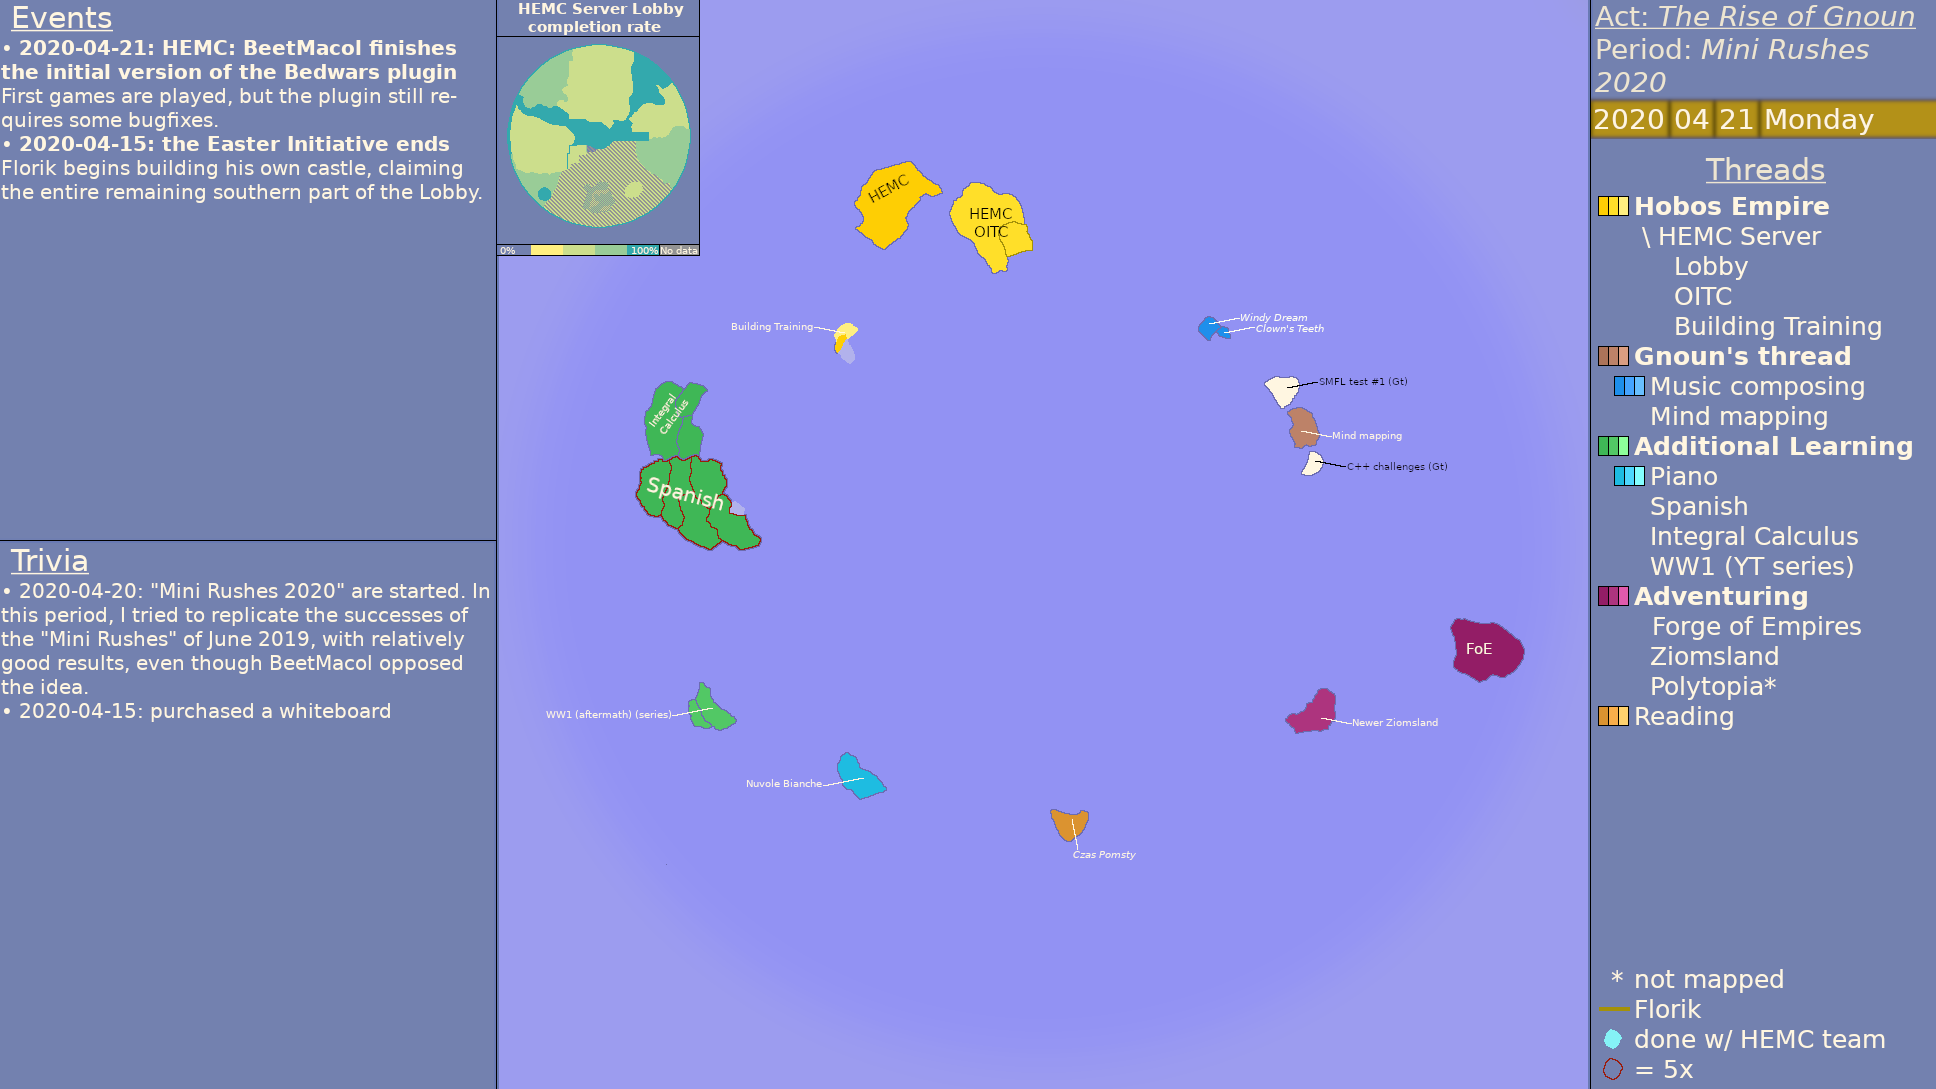 Events
• 2020-04-21: HEMC: BeetMacol finishes
the initial version of the Bedwars plugin
First games are played, but the plugin still re-
quires some bugfixes.
• 2020-04-15: the Easter Initiative ends
Florik begins building his own castle, claiming
the entire remaining southern part of the Lobby.
Trivia
• 2020-04-20: "Mini Rushes 2020" are started. In
this period, I tried to replicate the successes of
the "Mini Rushes" of June 2019, with relatively
good results, even though BeetMacol opposed
the idea.
• 2020-04-15: purchased a whiteboard
HEMC Server Lobby
completion rate
0% 100% No data
HEMC
HEMC
OITC
Building Training
Windy Dream
Clown's Teeth
SMFL test #1 (Gt)
Mind mapping
C++ challenges (Gt)
Integral
Calculus
Spanish
FoE
WW1 (aftermath) (series)
Newer Ziomsland
Nuvole Bianche
Czas Pomsty
Act: The Rise of Gnoun
Period: Mini Rushes
2020
2020 04 21 Monday
Threads
Hobos Empire
\ HEMC Server
Lobby
OITC
Building Training
Gnoun's thread
Music composing
Mind mapping
Additional Learning
Piano
Spanish
Integral Calculus
WW1 (YT series)
Adventuring
Forge of Empires
Ziomsland
Polytopia*
Reading
* not mapped
Florik
done w/ HEMC team
= 5x